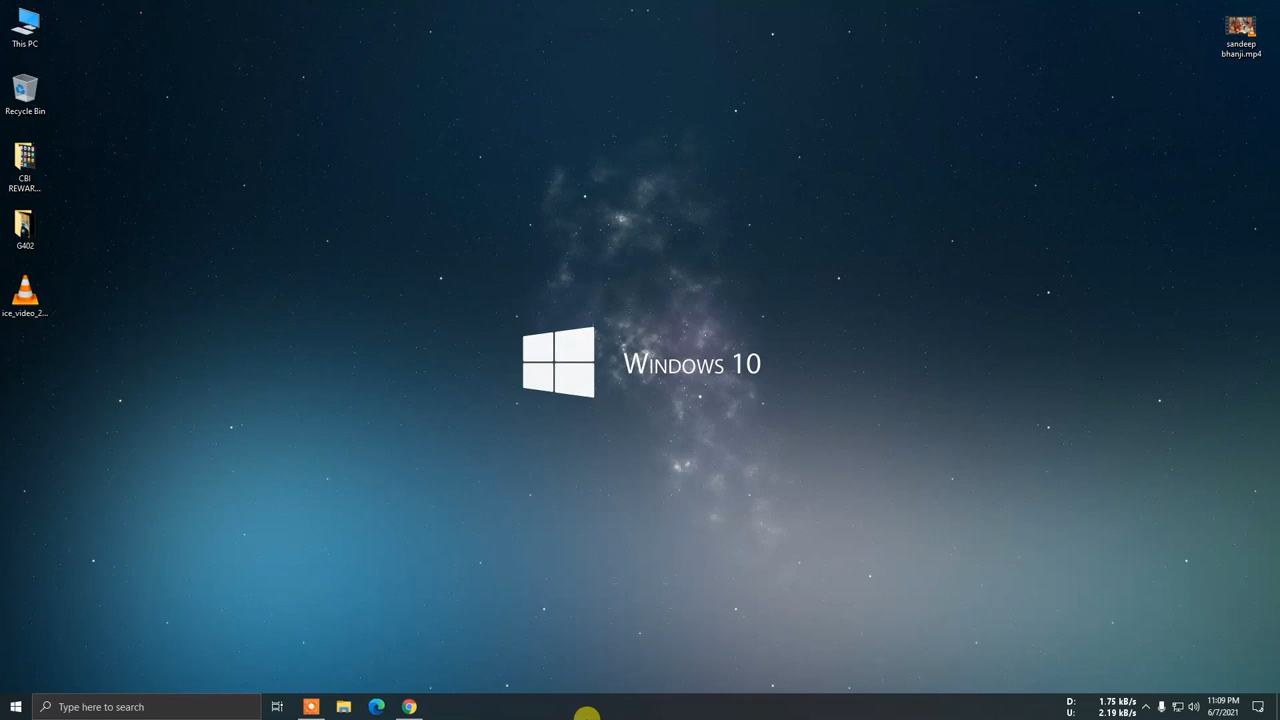 This PC
sandeep
bhanji.mp4
Recycle Bin
CBI
REWAR...
G402
ice_video_2...
WINDOWS 10
Type here to search
D: 1.75 kB/s
U: 2.19 kB/s
11:09 PM
6/7/2021